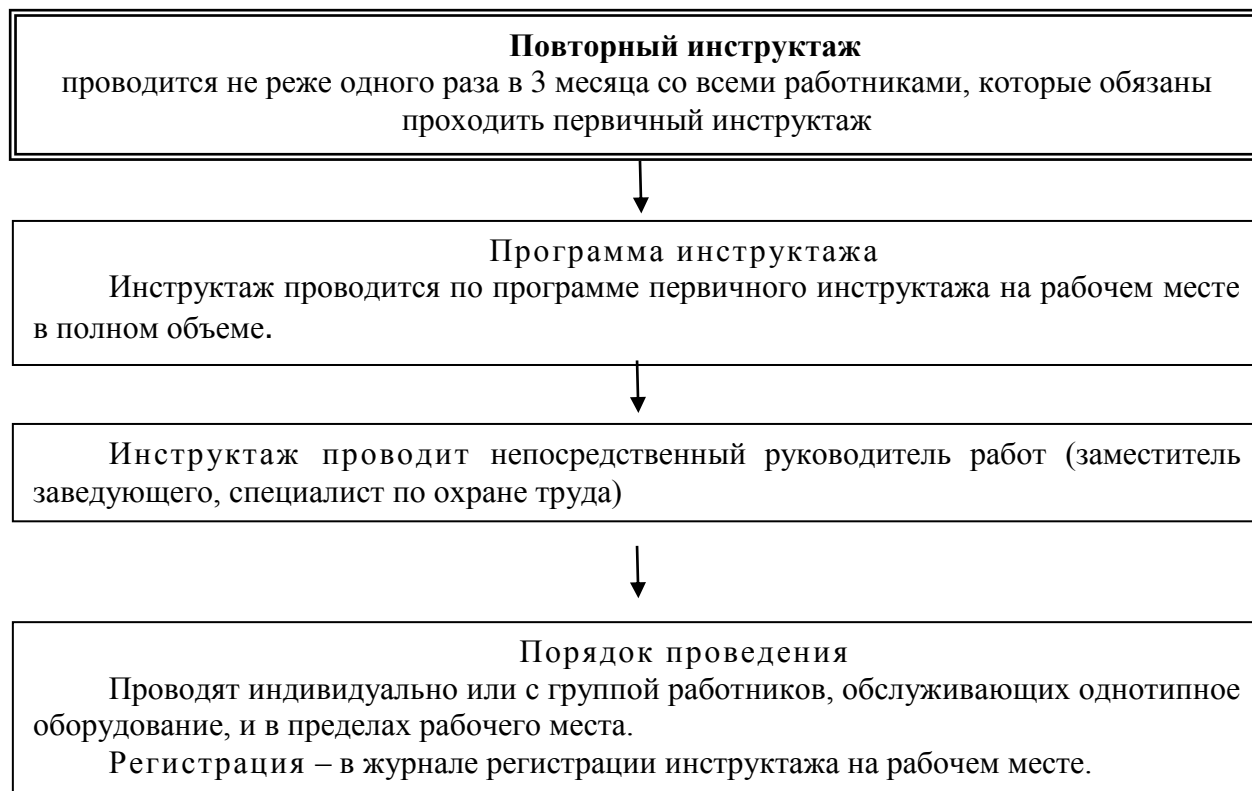 Повторный инструктаж
проводится не реже одного раза в 3 месяца со всеми работниками, которые обязаны
проходить первичный инструктаж
Программа инструктажа
Инструктаж проводится по программе первичного инструктажа на рабочем месте
в полном объеме.
Инструктаж проводит непосредственный руководитель работ (заместитель
заведующего, специалист по охране труда)
Порядок проведения
Проводят индивидуально или с группой работников, обслуживающих однотипное
оборудование, и в пределах рабочего места.
Регистрация – в журнале регистрации инструктажа на рабочем месте.